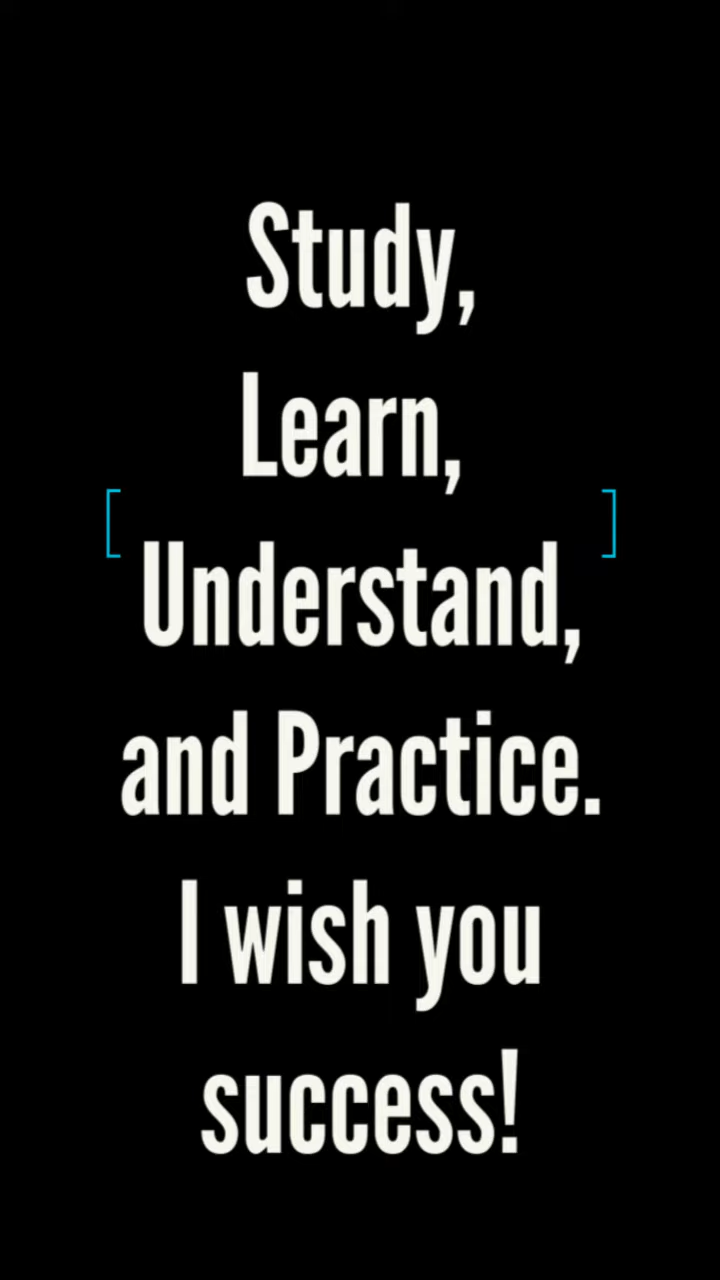 Study,
Learn,
Understand,
and Practice.
I wish you
success!